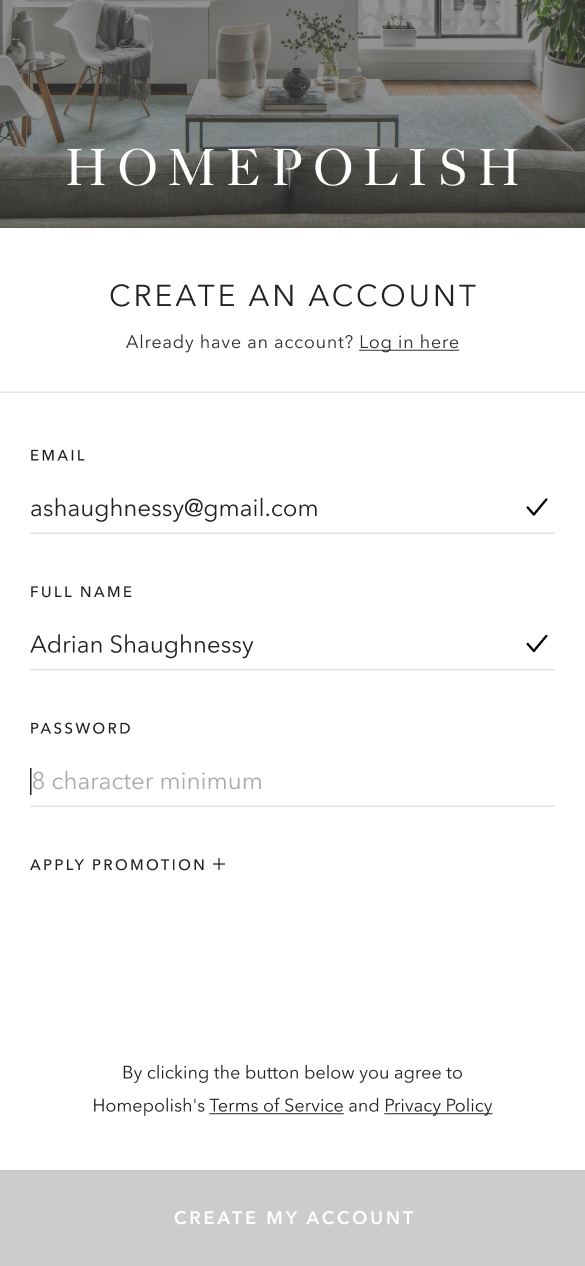 HOMEPOLISH
CREATE AN ACCOUNT
Already have an account? Log in here
EMAIL
ashaughnessy@gmail.com
FULL NAME
Adrian Shaughnessy
PASSWORD
8 character minimum
APPLY PROMOTION +
By clicking the button below you agree to
Homepolish's Terms of Service and Privacy Policy
CREATE MY ACCOUNT